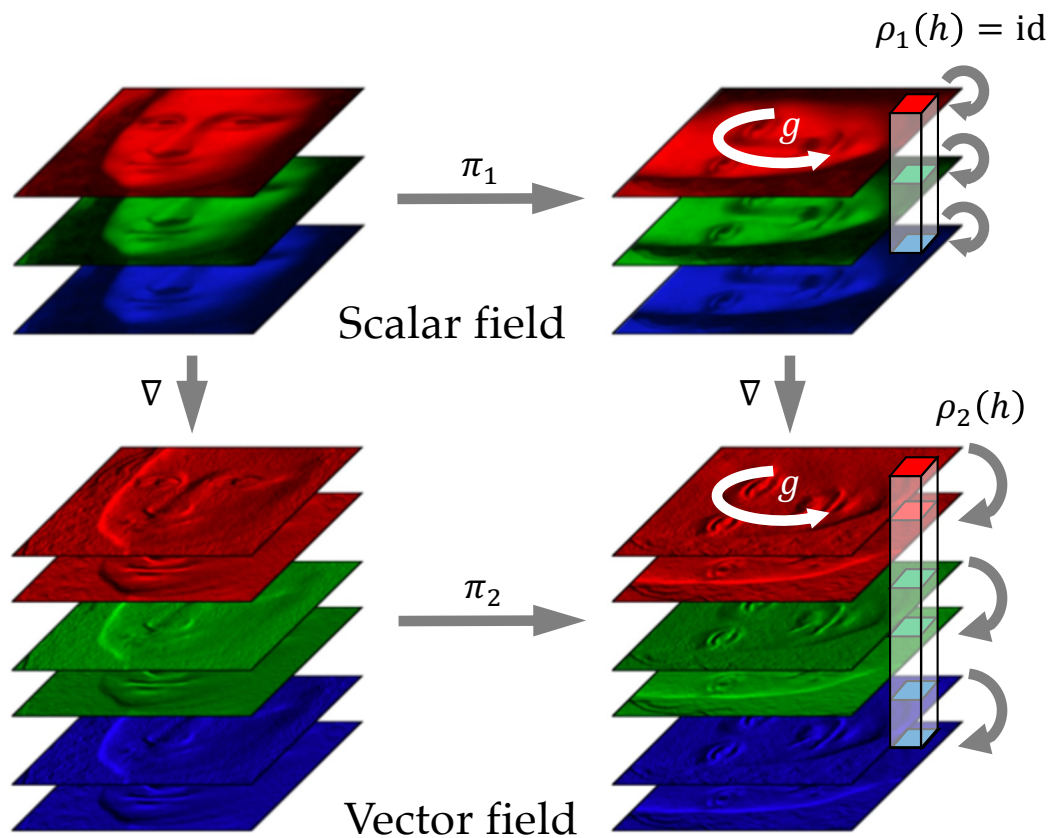 ρ₁(h) = id
g
π₁
Scalar field
∇
∇
ρ₂(h)
g
π₂
Vector field